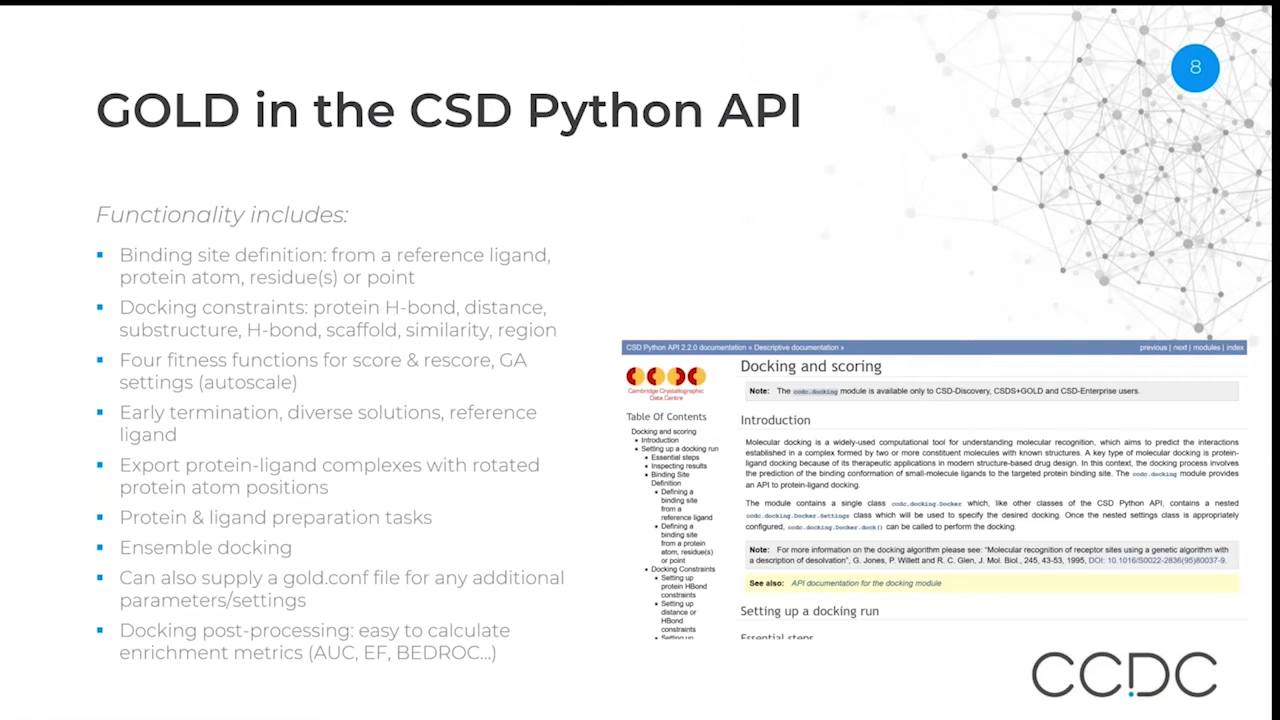 8
GOLD in the CSD Python API
Functionality includes:
▪ Binding site definition: from a reference ligand,
protein atom, residue(s) or point
▪ Docking constraints: protein H-bond, distance,
substructure, H-bond, scaffold, similarity, region
▪ Four fitness functions for score & rescore, GA
settings (autoscale)
▪ Early termination, diverse solutions, reference
ligand
▪ Export protein-ligand complexes with rotated
protein atom positions
▪ Protein & ligand preparation tasks
▪ Ensemble docking
▪ Can also supply a gold.conf file for any additional
parameters/settings
▪ Docking post-processing: easy to calculate
enrichment metrics (AUC, EF, BEDROC...)
CSD Python API 2.2.0 documentation » Descriptive documentation »
previous | next | modules | index
Cambridge Crystallographic
Data Centre
Table Of Contents
Docking and scoring
▪ Introduction
▪ Setting up a docking run
▪ Essential steps
▪ Inspecting results
▪ Binding Site
Definition
▪ Defining a
binding site
from a
reference ligand
▪ Defining a
binding site
from a protein
atom, residue(s)
or point
▪ Docking Constraints
▪ Setting up
protein HBond
constraints
▪ Setting up
distance or
HBond
constraints
▪ Setting up
Docking and scoring
Note: The ccdc.docking module is available only to CSD-Discovery, CSDS+GOLD and CSD-Enterprise users.
Introduction
Molecular docking is a widely-used computational tool for understanding molecular recognition, which aims to predict the interactions
established in a complex formed by two or more constituent molecules with known structures. A key type of molecular docking is protein-
ligand docking because of its therapeutic applications in modern structure-based drug design. In this context, the docking process involves
the prediction of the binding conformation of small-molecule ligands to the targeted protein binding site. The ccdc.docking module provides
an API to protein-ligand docking.
The module contains a single class ccdc.docking.Docker which, like other classes of the CSD Python API, contains a nested
ccdc.docking.Docker.Settings class which will be used to specify the desired docking. Once the nested settings class is appropriately
configured, ccdc.docking.Docker.dock() can be called to perform the docking.
Note: For more information on the docking algorithm please see: "Molecular recognition of receptor sites using a genetic algorithm with
a description of desolvation", G. Jones, P. Willett and R. C. Glen, J. Mol. Biol., 245, 43-53, 1995, DOI: 10.1016/S0022-2836(95)80037-9.
See also: API documentation for the docking module
Setting up a docking run
Essential steps
CCDC